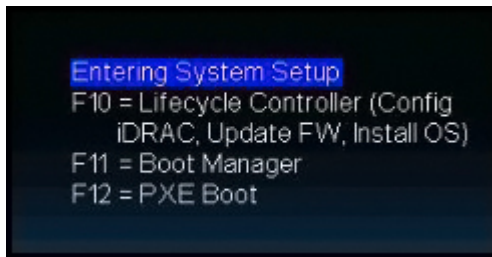 Entering System Setup
F10 = Lifecycle Controller (Config
iDRAC, Update FW, Install OS)
F11 = Boot Manager
F12 = PXE Boot